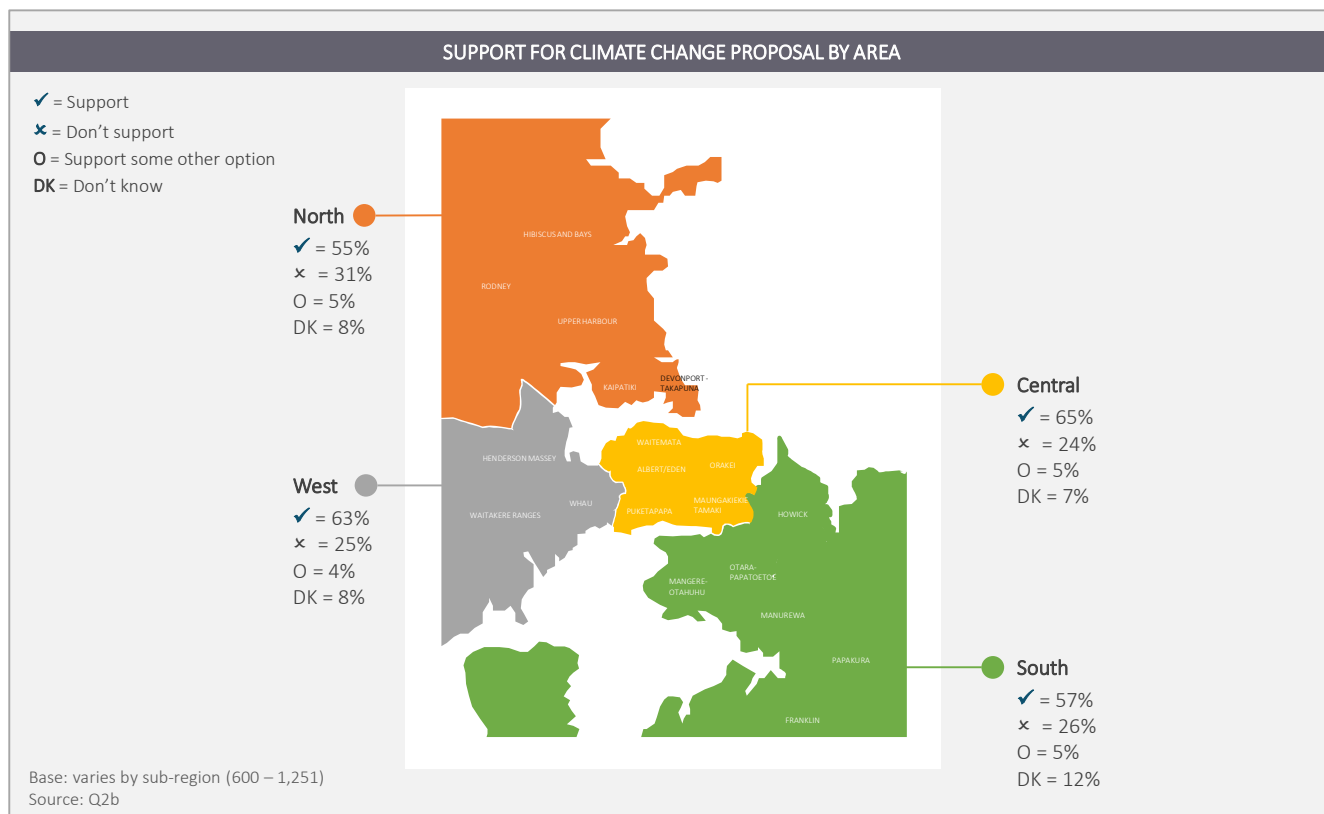 SUPPORT FOR CLIMATE CHANGE PROPOSAL BY AREA
✓ = Support
✗ = Don't support
O = Support some other option
DK = Don't know
North
✓ = 55%
✗ = 31%
O = 5%
DK = 8%
HIBISCUS AND BAYS
RODNEY
UPPER HARBOUR
KAIPATIKI
DEVONPORT -
TAKAPUNA
Central
✓ = 65%
✗ = 24%
O = 5%
DK = 7%
WAITEMATA
ALBERT/EDEN
ORAKEI
MAUNGAKIEKIE
TAMAKI
PUKETAPAPA
West
✓ = 63%
✗ = 25%
O = 4%
DK = 8%
HENDERSON MASSEY
WHAU
WAITAKERE RANGES
HOWICK
OTARA-
PAPATOETOE
MANGERE-
OTAHUHU
MANUREWA
PAPAKURA
FRANKLIN
South
✓ = 57%
✗ = 26%
O = 5%
DK = 12%
Base: varies by sub-region (600 – 1,251)
Source: Q2b